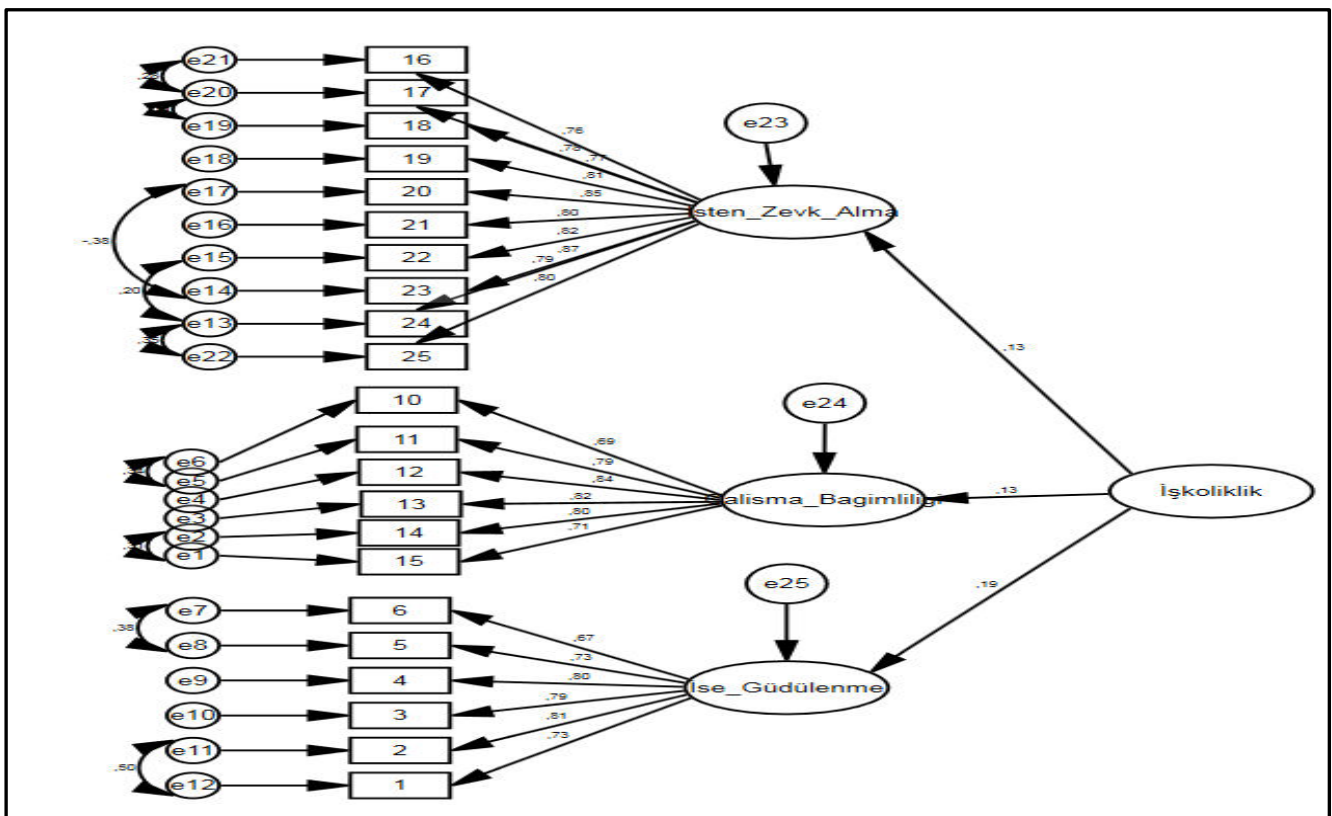 e21 16
,76
e23
e20 17
,78
e19 18
,77
e18 19
,81
e17 20
,85
sten_Zevk_Alma
e16 21
,80
-,38
e15 22
,82
,87
e14 23
,79
,20
,80
e13 24
e22 25
,13
10
e24
,69
11
e6
,79
e5
12
,84
e4
alisma_Bagimliligi
,13
İşkoliklik
13
,82
e3
,80
e2 14
,71
e1 15
e25
,19
e7 6
,67
,38
e8 5
,73
e9 4
,80
İse_Güdülenme
,79
e10 3
,81
e11 2
,73
,60
e12 1